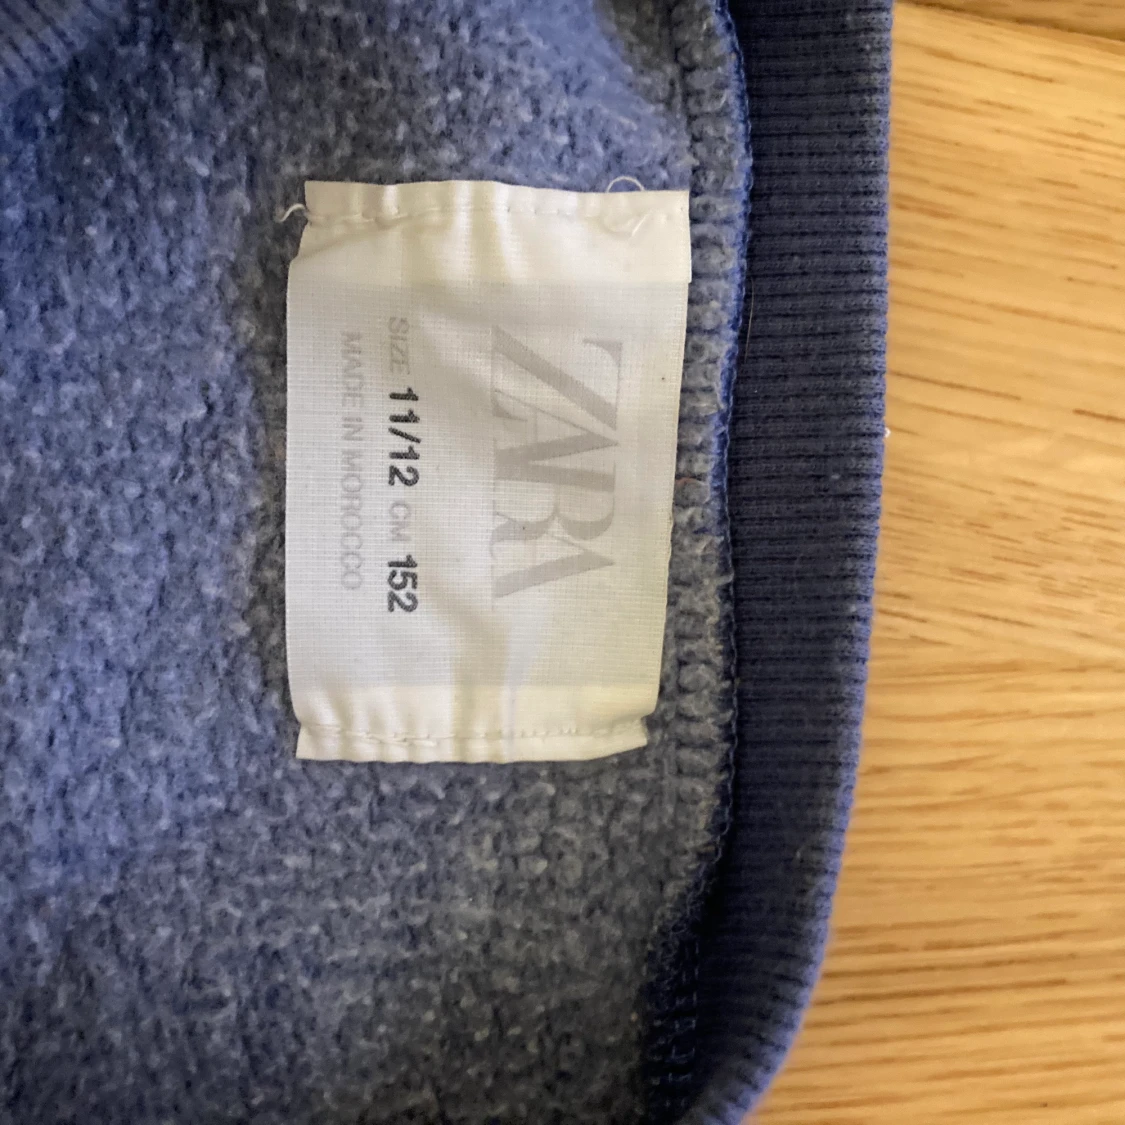 ZARA
SIZE 11/12 CM 152
MADE IN MOROCCO